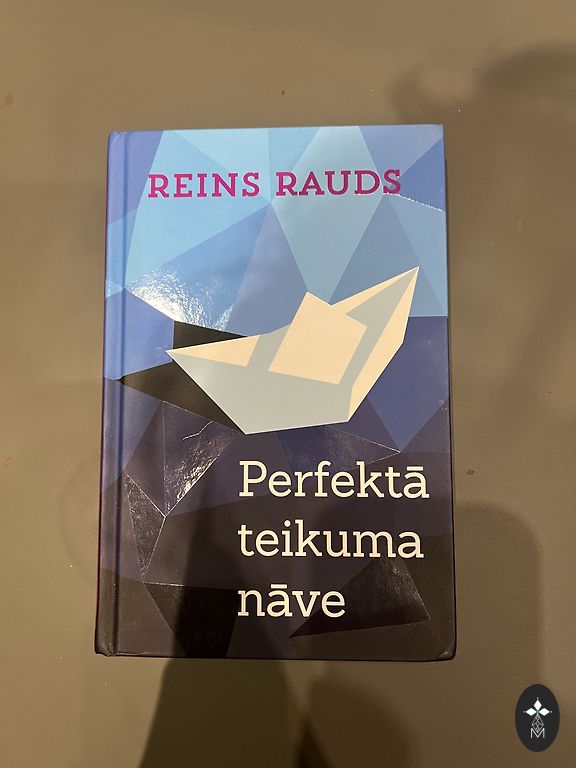 REINS RAUDS
Perfektā
teikuma
nāve